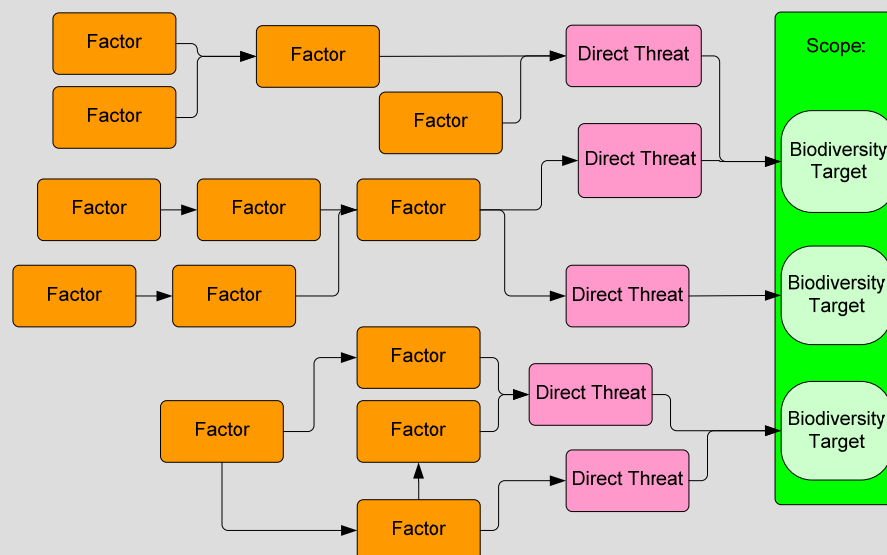 Factor
Factor
Direct Threat
Scope:
Factor
Factor
Direct Threat
Biodiversity
Target
Factor
Factor
Factor
Factor
Factor
Direct Threat
Biodiversity
Target
Factor
Direct Threat
Factor
Factor
Biodiversity
Target
Direct Threat
Factor